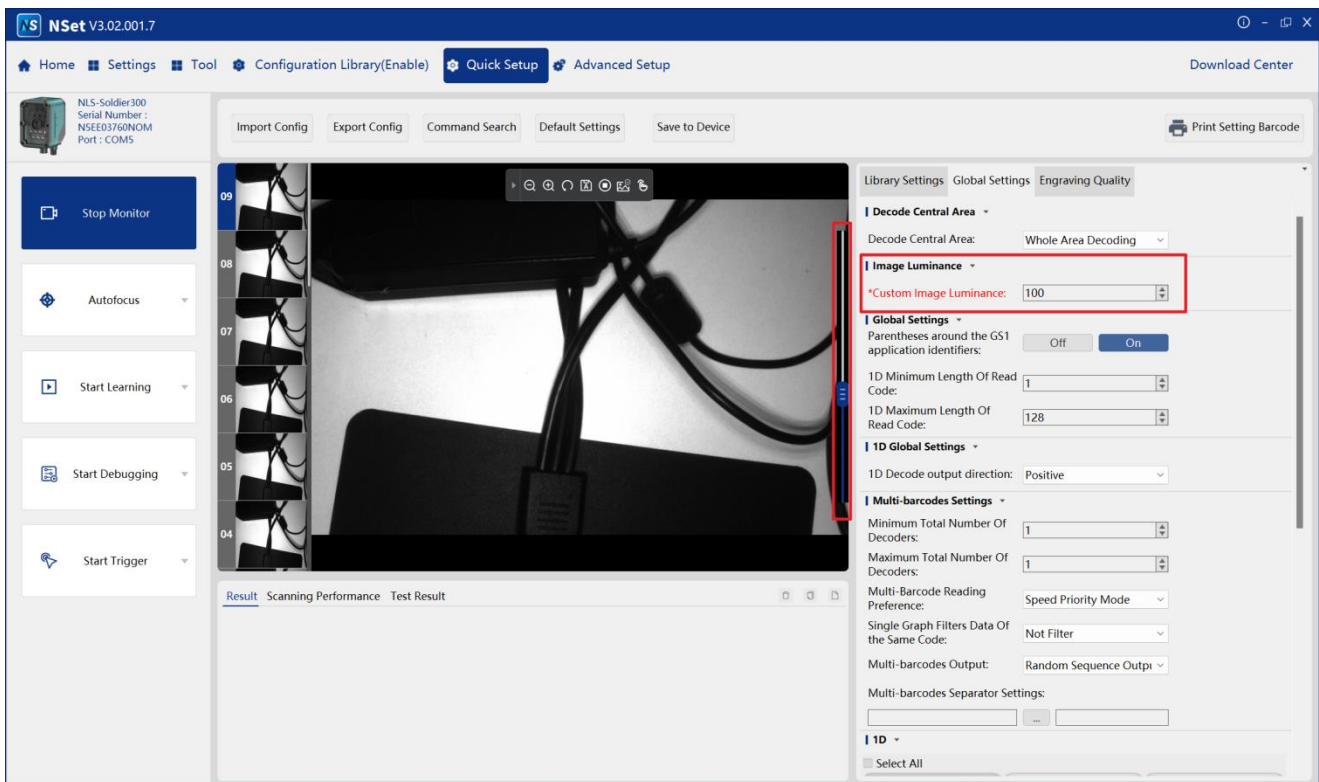 NS NSet V3.02.001.7
Home Settings Tool Configuration Library(Enable) Quick Setup Advanced Setup Download Center
NLS-Soldier300
Serial Number :
NSEE03760NOM
Port : COM5
Import Config Export Config Command Search Default Settings Save to Device Print Setting Barcode
Stop Monitor
Autofocus
Start Learning
Start Debugging
Start Trigger
09
08
07
06
05
04
Result Scanning Performance Test Result
Library Settings Global Settings Engraving Quality
Decode Central Area
Decode Central Area: Whole Area Decoding
Image Luminance
*Custom Image Luminance: 100
Global Settings
Parentheses around the GS1
application identifiers: Off On
1D Minimum Length Of Read
Code: 1
1D Maximum Length Of
Read Code: 128
1D Global Settings
1D Decode output direction: Positive
Multi-barcodes Settings
Minimum Total Number Of
Decoders: 1
Maximum Total Number Of
Decoders: 1
Multi-Barcode Reading
Preference: Speed Priority Mode
Single Graph Filters Data Of
the Same Code: Not Filter
Multi-barcodes Output: Random Sequence Outpu
Multi-barcodes Separator Settings:
...
1D
Select All